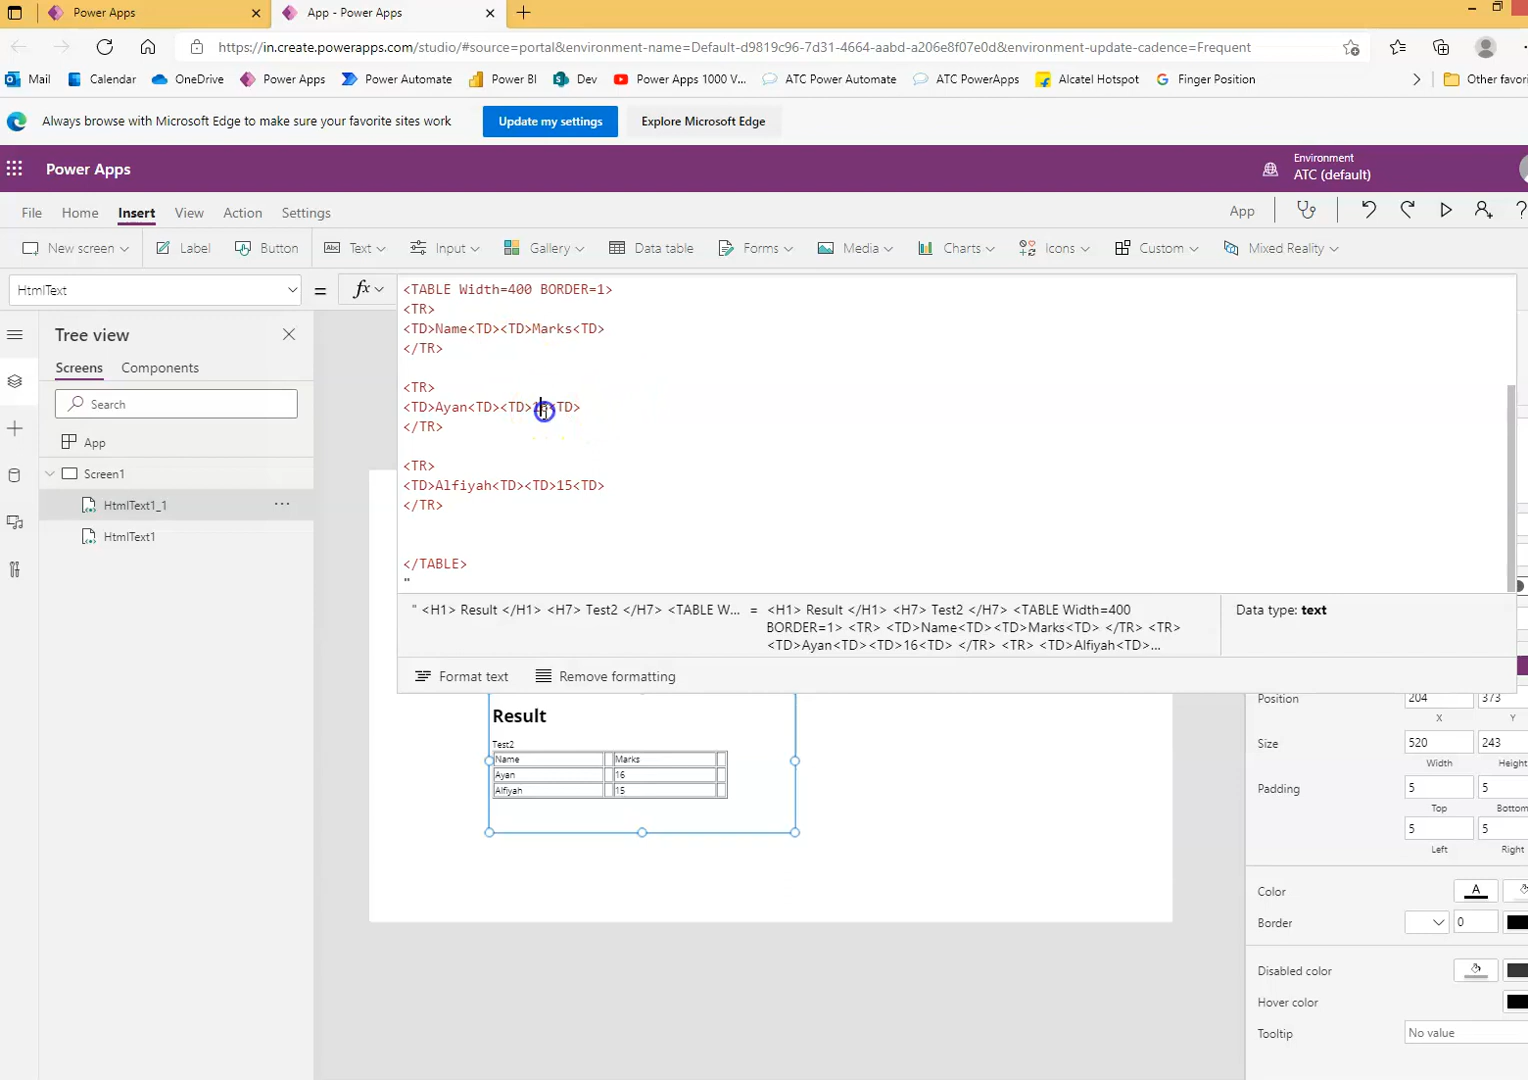 Power Apps
App - Power Apps
https://in.create.powerapps.com/studio/#source=portal&environment-name=Default-d9819c96-7d31-4664-aabd-a206e8f07e0d&environment-update-cadence=Frequent
Mail Calendar OneDrive Power Apps Power Automate Power BI Dev Power Apps 1000 V... ATC Power Automate ATC PowerApps Alcatel Hotspot Finger Position Other favori
Always browse with Microsoft Edge to make sure your favorite sites work Update my settings Explore Microsoft Edge
Power Apps
Environment
ATC (default)
File Home Insert View Action Settings App
New screen Label Button Abc Text Input Gallery Data table Forms Media Charts Icons Custom Mixed Reality
HtmlText = fx
<TABLE Width=400 BORDER=1>
<TR>
<TD>Name<TD><TD>Marks<TD>
</TR>
<TR>
<TD>Ayan<TD><TD> <TD>
</TR>
<TR>
<TD>Alfiyah<TD><TD>15<TD>
</TR>
</TABLE>
"
Tree view
Screens Components
Search
App
Screen1
HtmlText1_1 ...
HtmlText1
" <H1> Result </H1> <H7> Test2 </H7> <TABLE W... = <H1> Result </H1> <H7> Test2 </H7> <TABLE Width=400
BORDER=1> <TR> <TD>Name<TD><TD>Marks<TD> </TR> <TR>
<TD>Ayan<TD><TD>16<TD> </TR> <TR> <TD>Alfiyah<TD>...
Data type: text
Format text Remove formatting
Result
Test2
Name Marks
Ayan 16
Alfiyah 15
Position 204 373
X Y
Size 520 243
Width Height
Padding 5 5
Top Bottom
5 5
Left Right
Color A
Border 0
Disabled color
Hover color
Tooltip No value